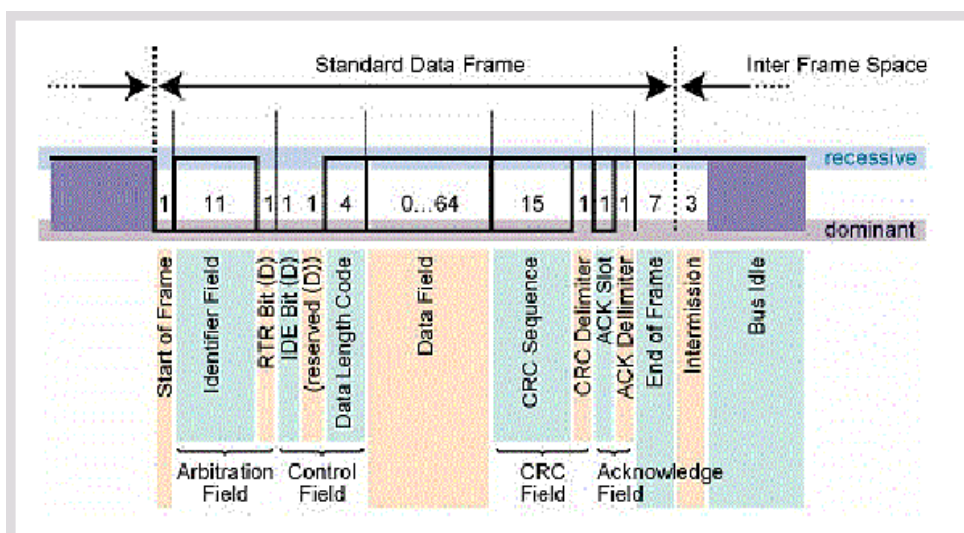 Standard Data Frame
Inter Frame Space
recessive
1 11 1 1 1 4 0...64 15 1 1 1 7 3
dominant
Start of Frame
Identifier Field
RTR Bit (D)
IDE Bit (D)
(reserved (D))
Data Length Code
Data Field
CRC Sequence
CRC Delimiter
ACK Slot
ACK Dellimiter
End of Frame
Intermission
Bus Idle
Arbitration
Field
Control
Field
CRC
Field
Acknowledge
Field